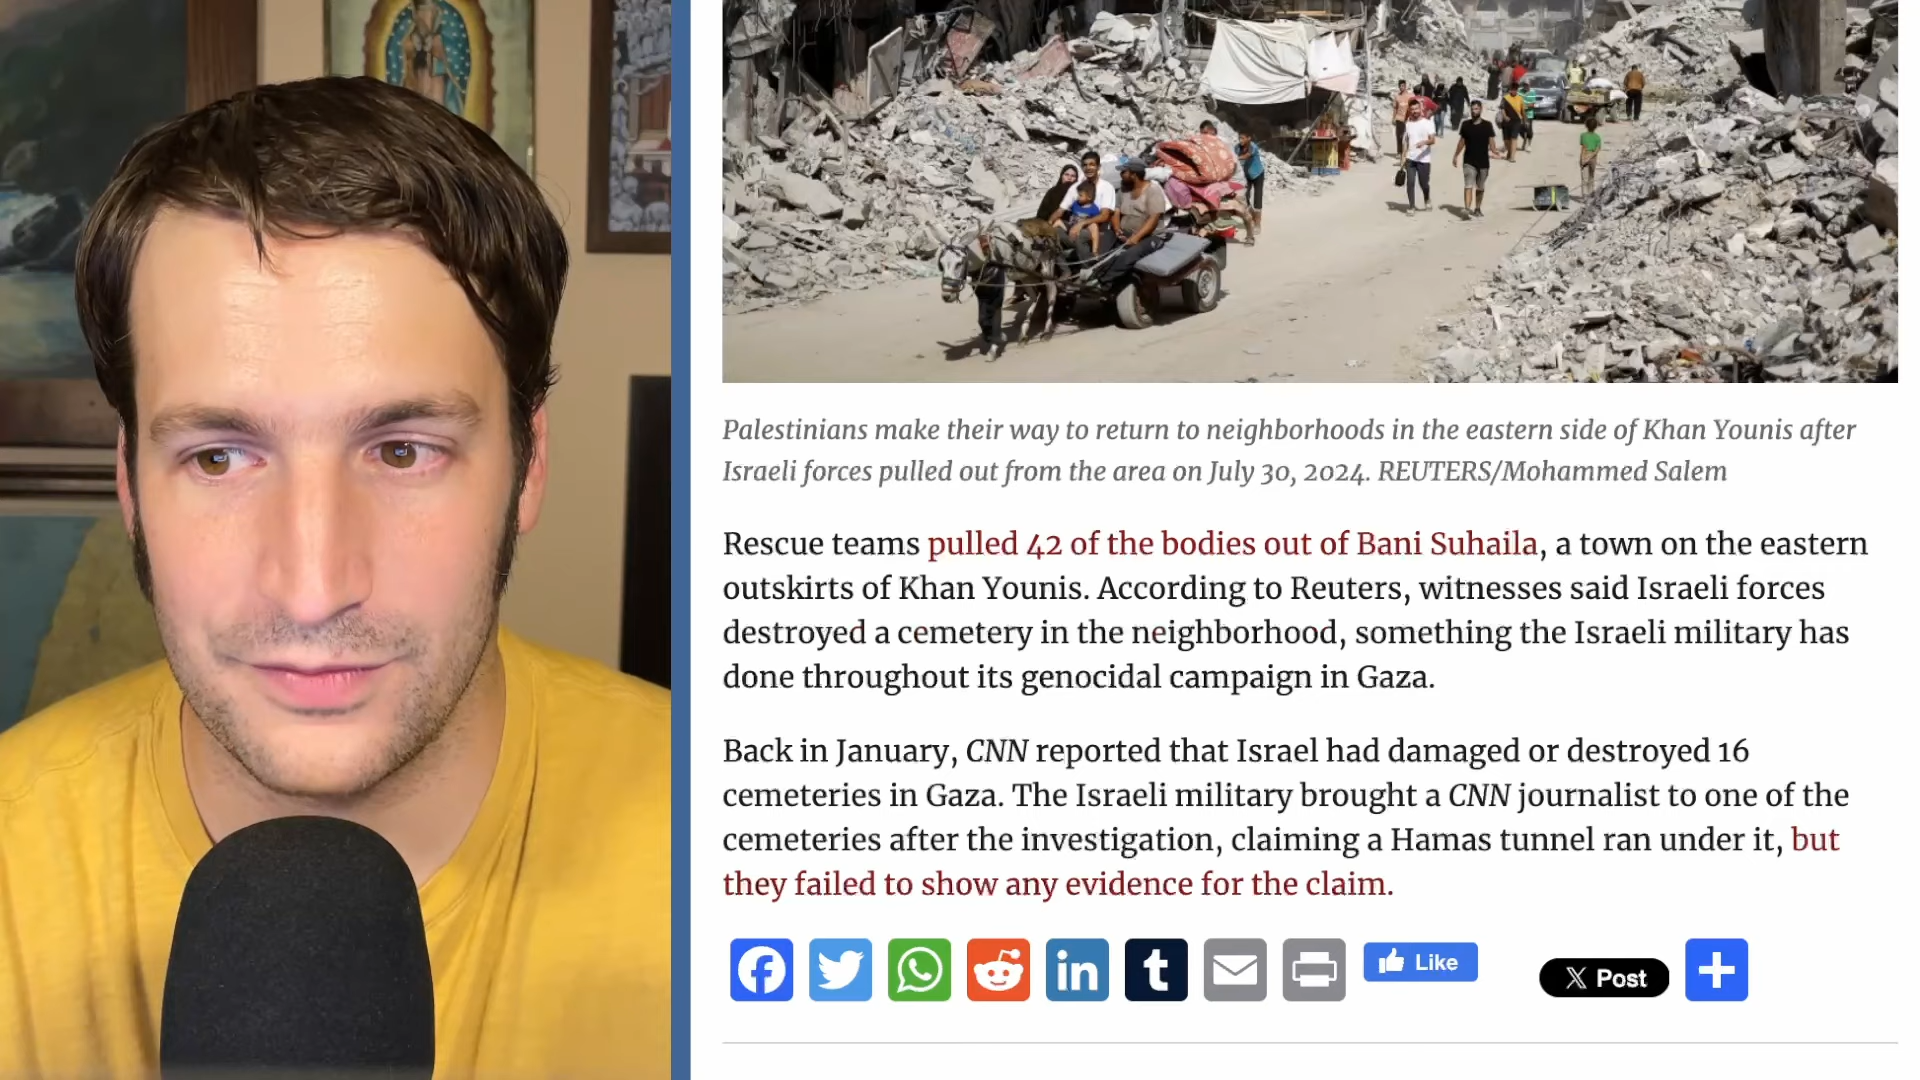 Palestinians make their way to return to neighborhoods in the eastern side of Khan Younis after
Israeli forces pulled out from the area on July 30, 2024. REUTERS/Mohammed Salem
Rescue teams pulled 42 of the bodies out of Bani Suhaila, a town on the eastern
outskirts of Khan Younis. According to Reuters, witnesses said Israeli forces
destroyed a cemetery in the neighborhood, something the Israeli military has
done throughout its genocidal campaign in Gaza.
Back in January, CNN reported that Israel had damaged or destroyed 16
cemeteries in Gaza. The Israeli military brought a CNN journalist to one of the
cemeteries after the investigation, claiming a Hamas tunnel ran under it, but
they failed to show any evidence for the claim.
Like
X Post